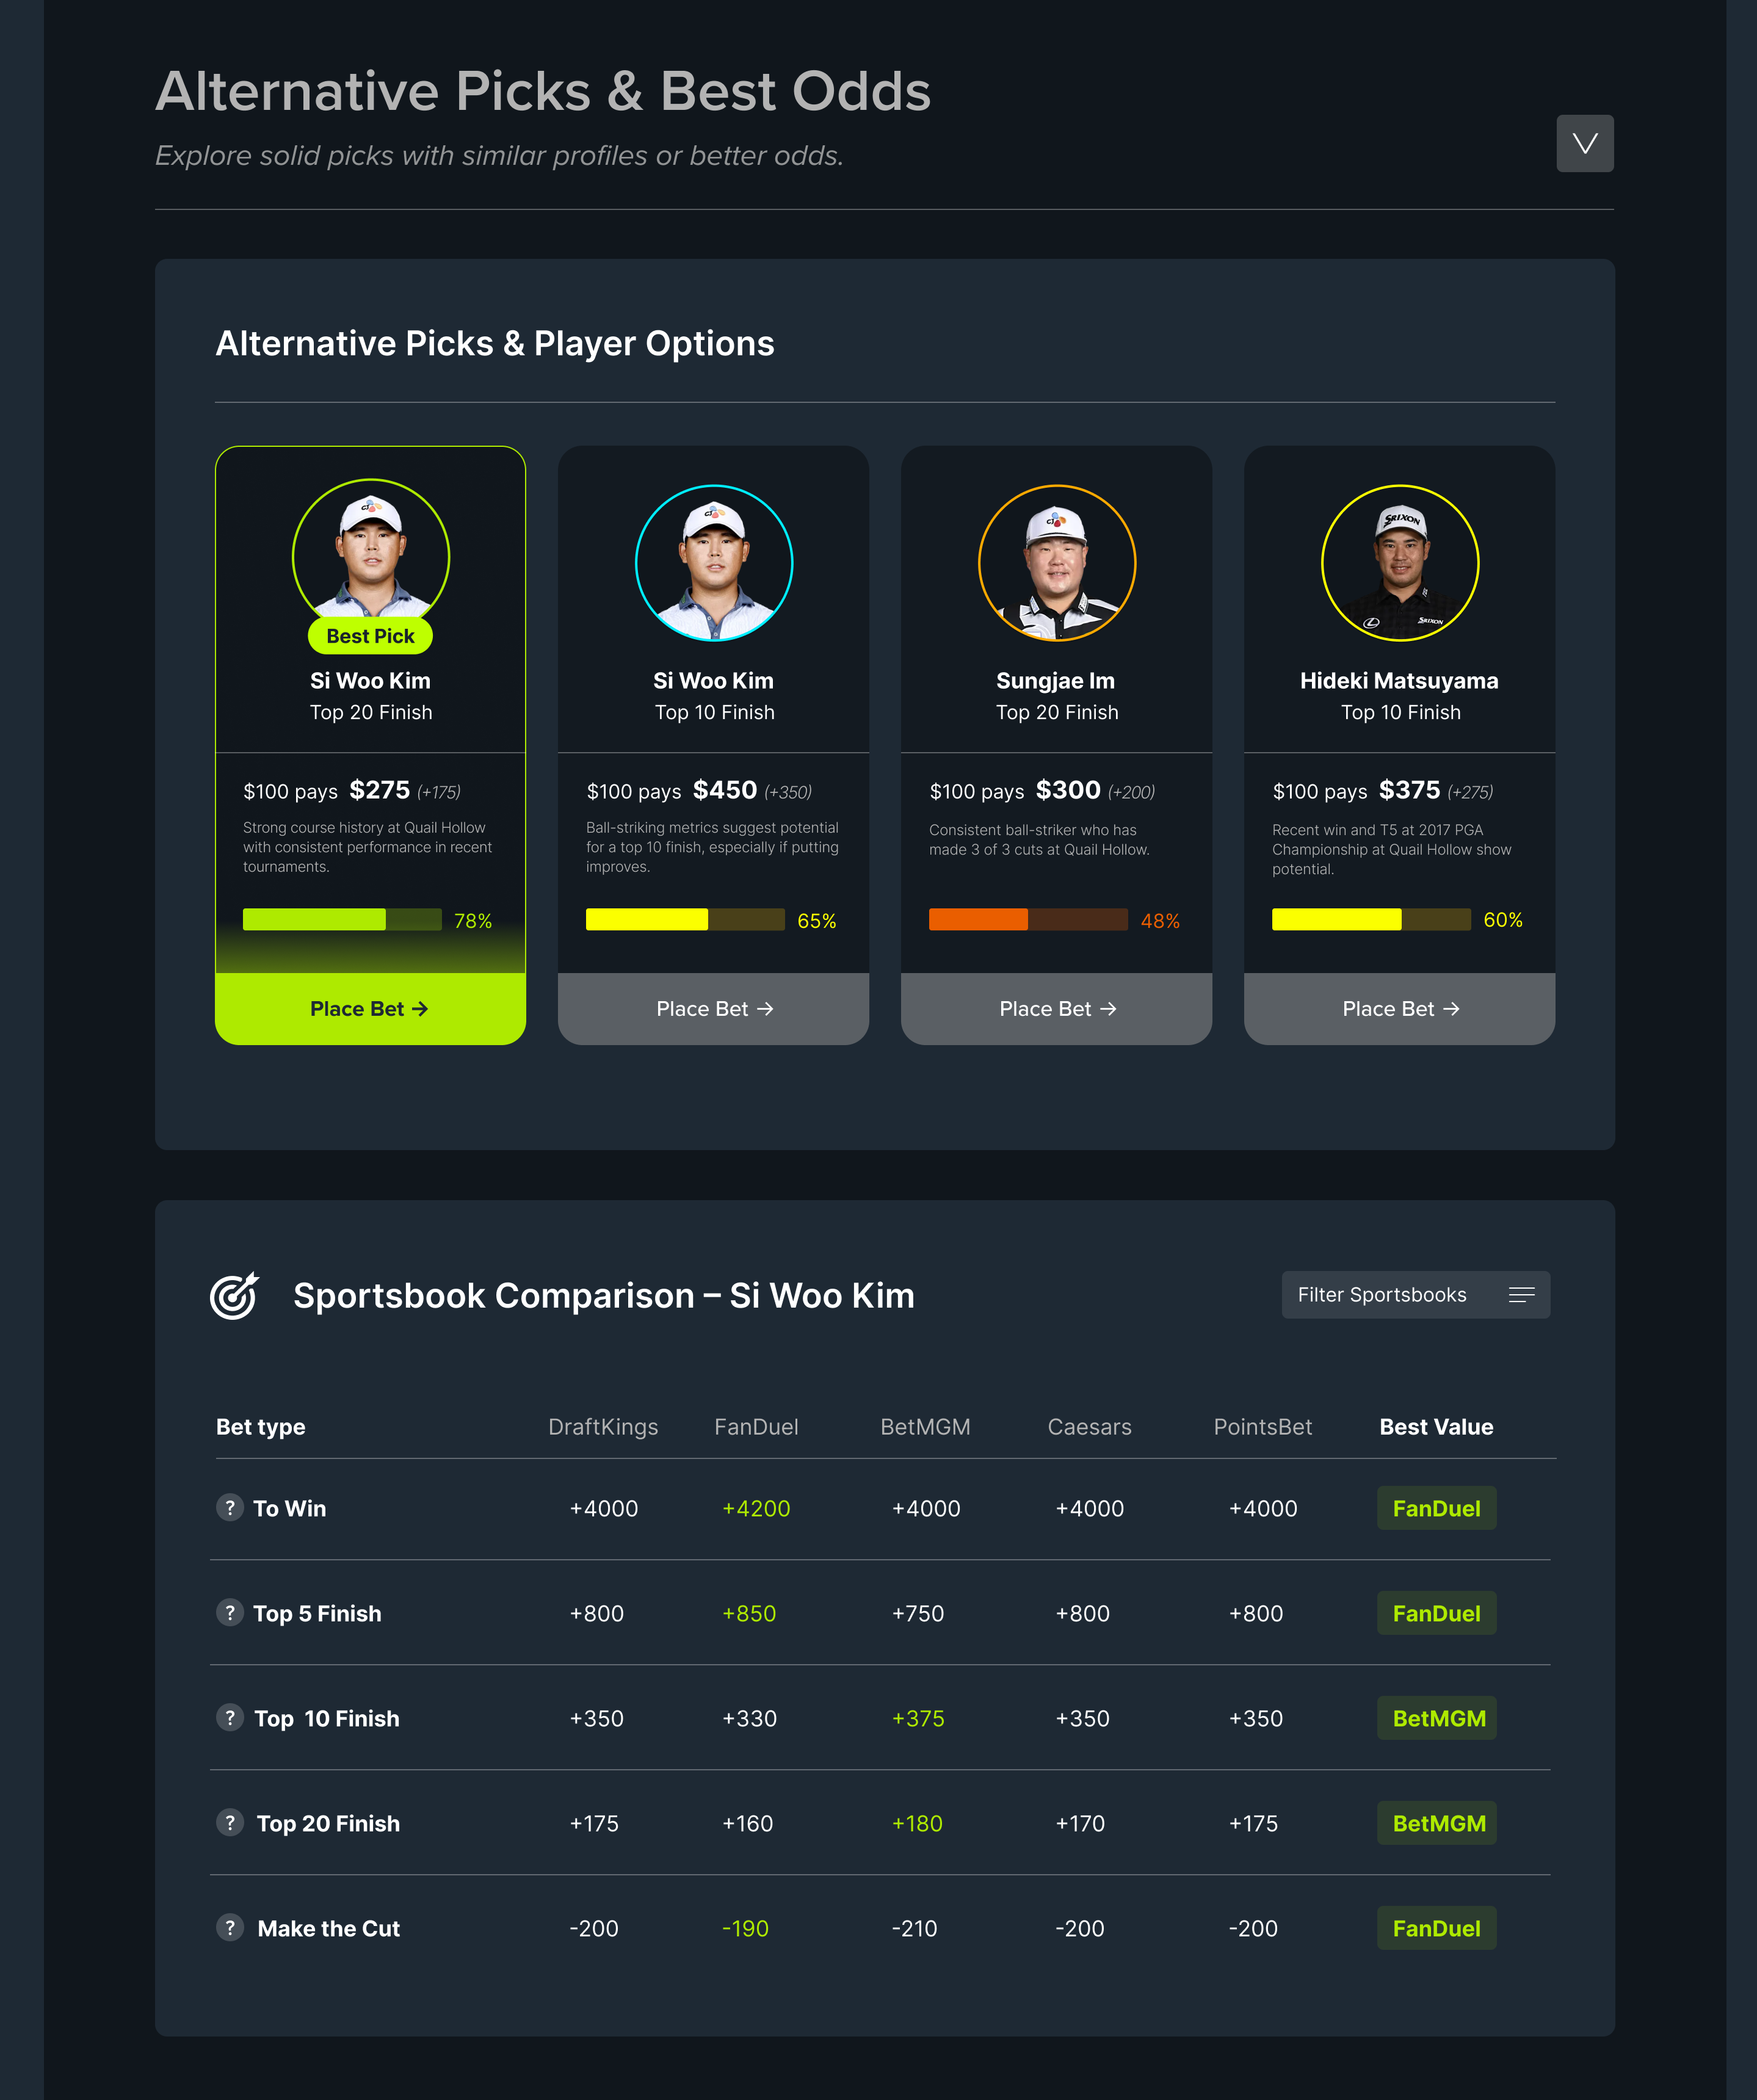 Alternative Picks & Best Odds
Explore solid picks with similar profiles or better odds.
Alternative Picks & Player Options
Best Pick
Si Woo Kim
Top 20 Finish
$100 pays $275 (+175)
Strong course history at Quail Hollow
with consistent performance in recent
tournaments.
78%
Place Bet →
Si Woo Kim
Top 10 Finish
$100 pays $450 (+350)
Ball-striking metrics suggest potential
for a top 10 finish, especially if putting
improves.
65%
Place Bet →
Sungjae Im
Top 20 Finish
$100 pays $300 (+200)
Consistent ball-striker who has
made 3 of 3 cuts at Quail Hollow.
48%
Place Bet →
SRIXON
SRIXON
Hideki Matsuyama
Top 10 Finish
$100 pays $375 (+275)
Recent win and T5 at 2017 PGA
Championship at Quail Hollow show
potential.
60%
Place Bet →
Sportsbook Comparison – Si Woo Kim
Filter Sportsbooks
Bet type DraftKings FanDuel BetMGM Caesars PointsBet Best Value
? To Win +4000 +4200 +4000 +4000 +4000 FanDuel
? Top 5 Finish +800 +850 +750 +800 +800 FanDuel
? Top 10 Finish +350 +330 +375 +350 +350 BetMGM
? Top 20 Finish +175 +160 +180 +170 +175 BetMGM
? Make the Cut -200 -190 -210 -200 -200 FanDuel